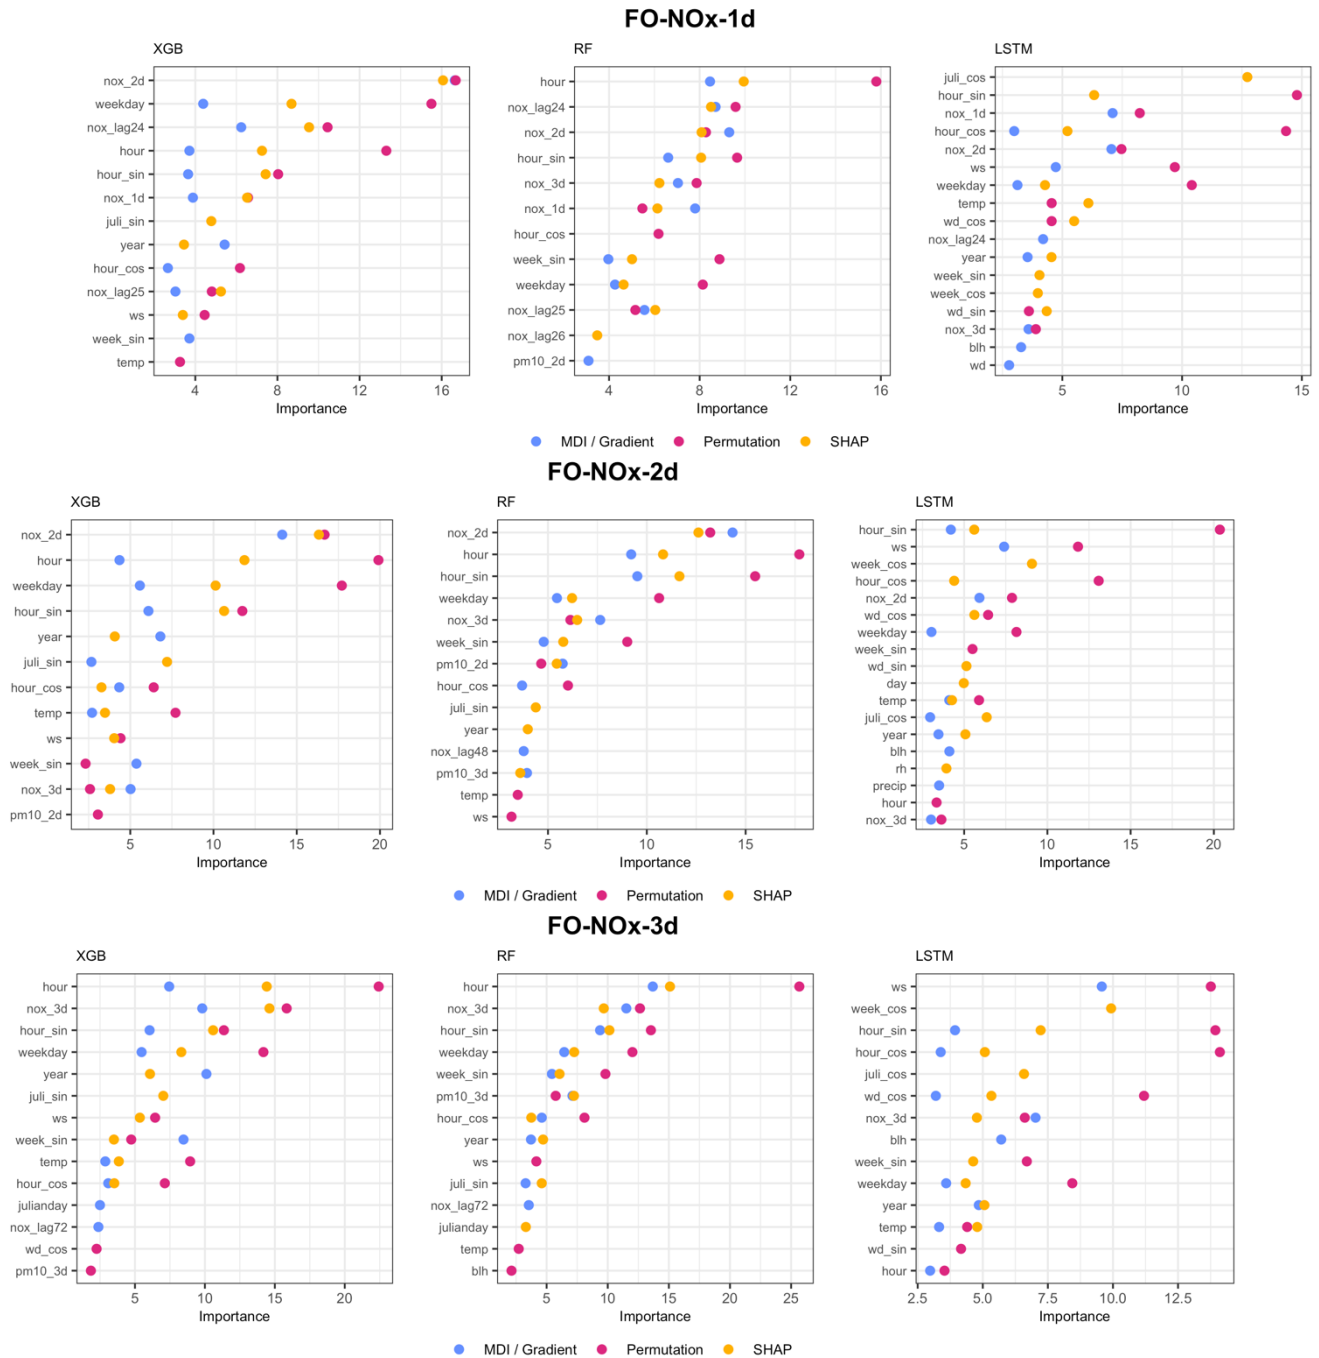 FO-NOx-1d
XGB
nox_2d
weekday
nox_lag24
hour
hour_sin
nox_1d
juli_sin
year
hour_cos
nox_lag25
ws
week_sin
temp
4 8 12 16
Importance
RF
hour
nox_lag24
nox_2d
hour_sin
nox_3d
nox_1d
hour_cos
week_sin
weekday
nox_lag25
nox_lag26
pm10_2d
4 8 12 16
Importance
LSTM
juli_cos
hour_sin
nox_1d
hour_cos
nox_2d
ws
weekday
temp
wd_cos
nox_lag24
year
week_sin
week_cos
wd_sin
nox_3d
blh
wd
5 10 15
Importance
MDI / Gradient Permutation SHAP
FO-NOx-2d
XGB
nox_2d
hour
weekday
hour_sin
year
juli_sin
hour_cos
temp
ws
week_sin
nox_3d
pm10_2d
5 10 15 20
Importance
RF
nox_2d
hour
hour_sin
weekday
nox_3d
week_sin
pm10_2d
hour_cos
juli_sin
year
nox_lag48
pm10_3d
temp
ws
5 10 15
Importance
LSTM
hour_sin
ws
week_cos
hour_cos
nox_2d
wd_cos
weekday
week_sin
wd_sin
day
temp
juli_cos
year
blh
rh
precip
hour
nox_3d
5 10 15 20
Importance
MDI / Gradient Permutation SHAP
FO-NOx-3d
XGB
hour
nox_3d
hour_sin
weekday
year
juli_sin
ws
week_sin
temp
hour_cos
julianday
nox_lag72
wd_cos
pm10_3d
5 10 15 20
Importance
RF
hour
nox_3d
hour_sin
weekday
week_sin
pm10_3d
hour_cos
year
ws
juli_sin
nox_lag72
julianday
temp
blh
5 10 15 20 25
Importance
LSTM
ws
week_cos
hour_sin
hour_cos
juli_cos
wd_cos
nox_3d
blh
week_sin
weekday
year
temp
wd_sin
hour
2.5 5.0 7.5 10.0 12.5
Importance
MDI / Gradient Permutation SHAP